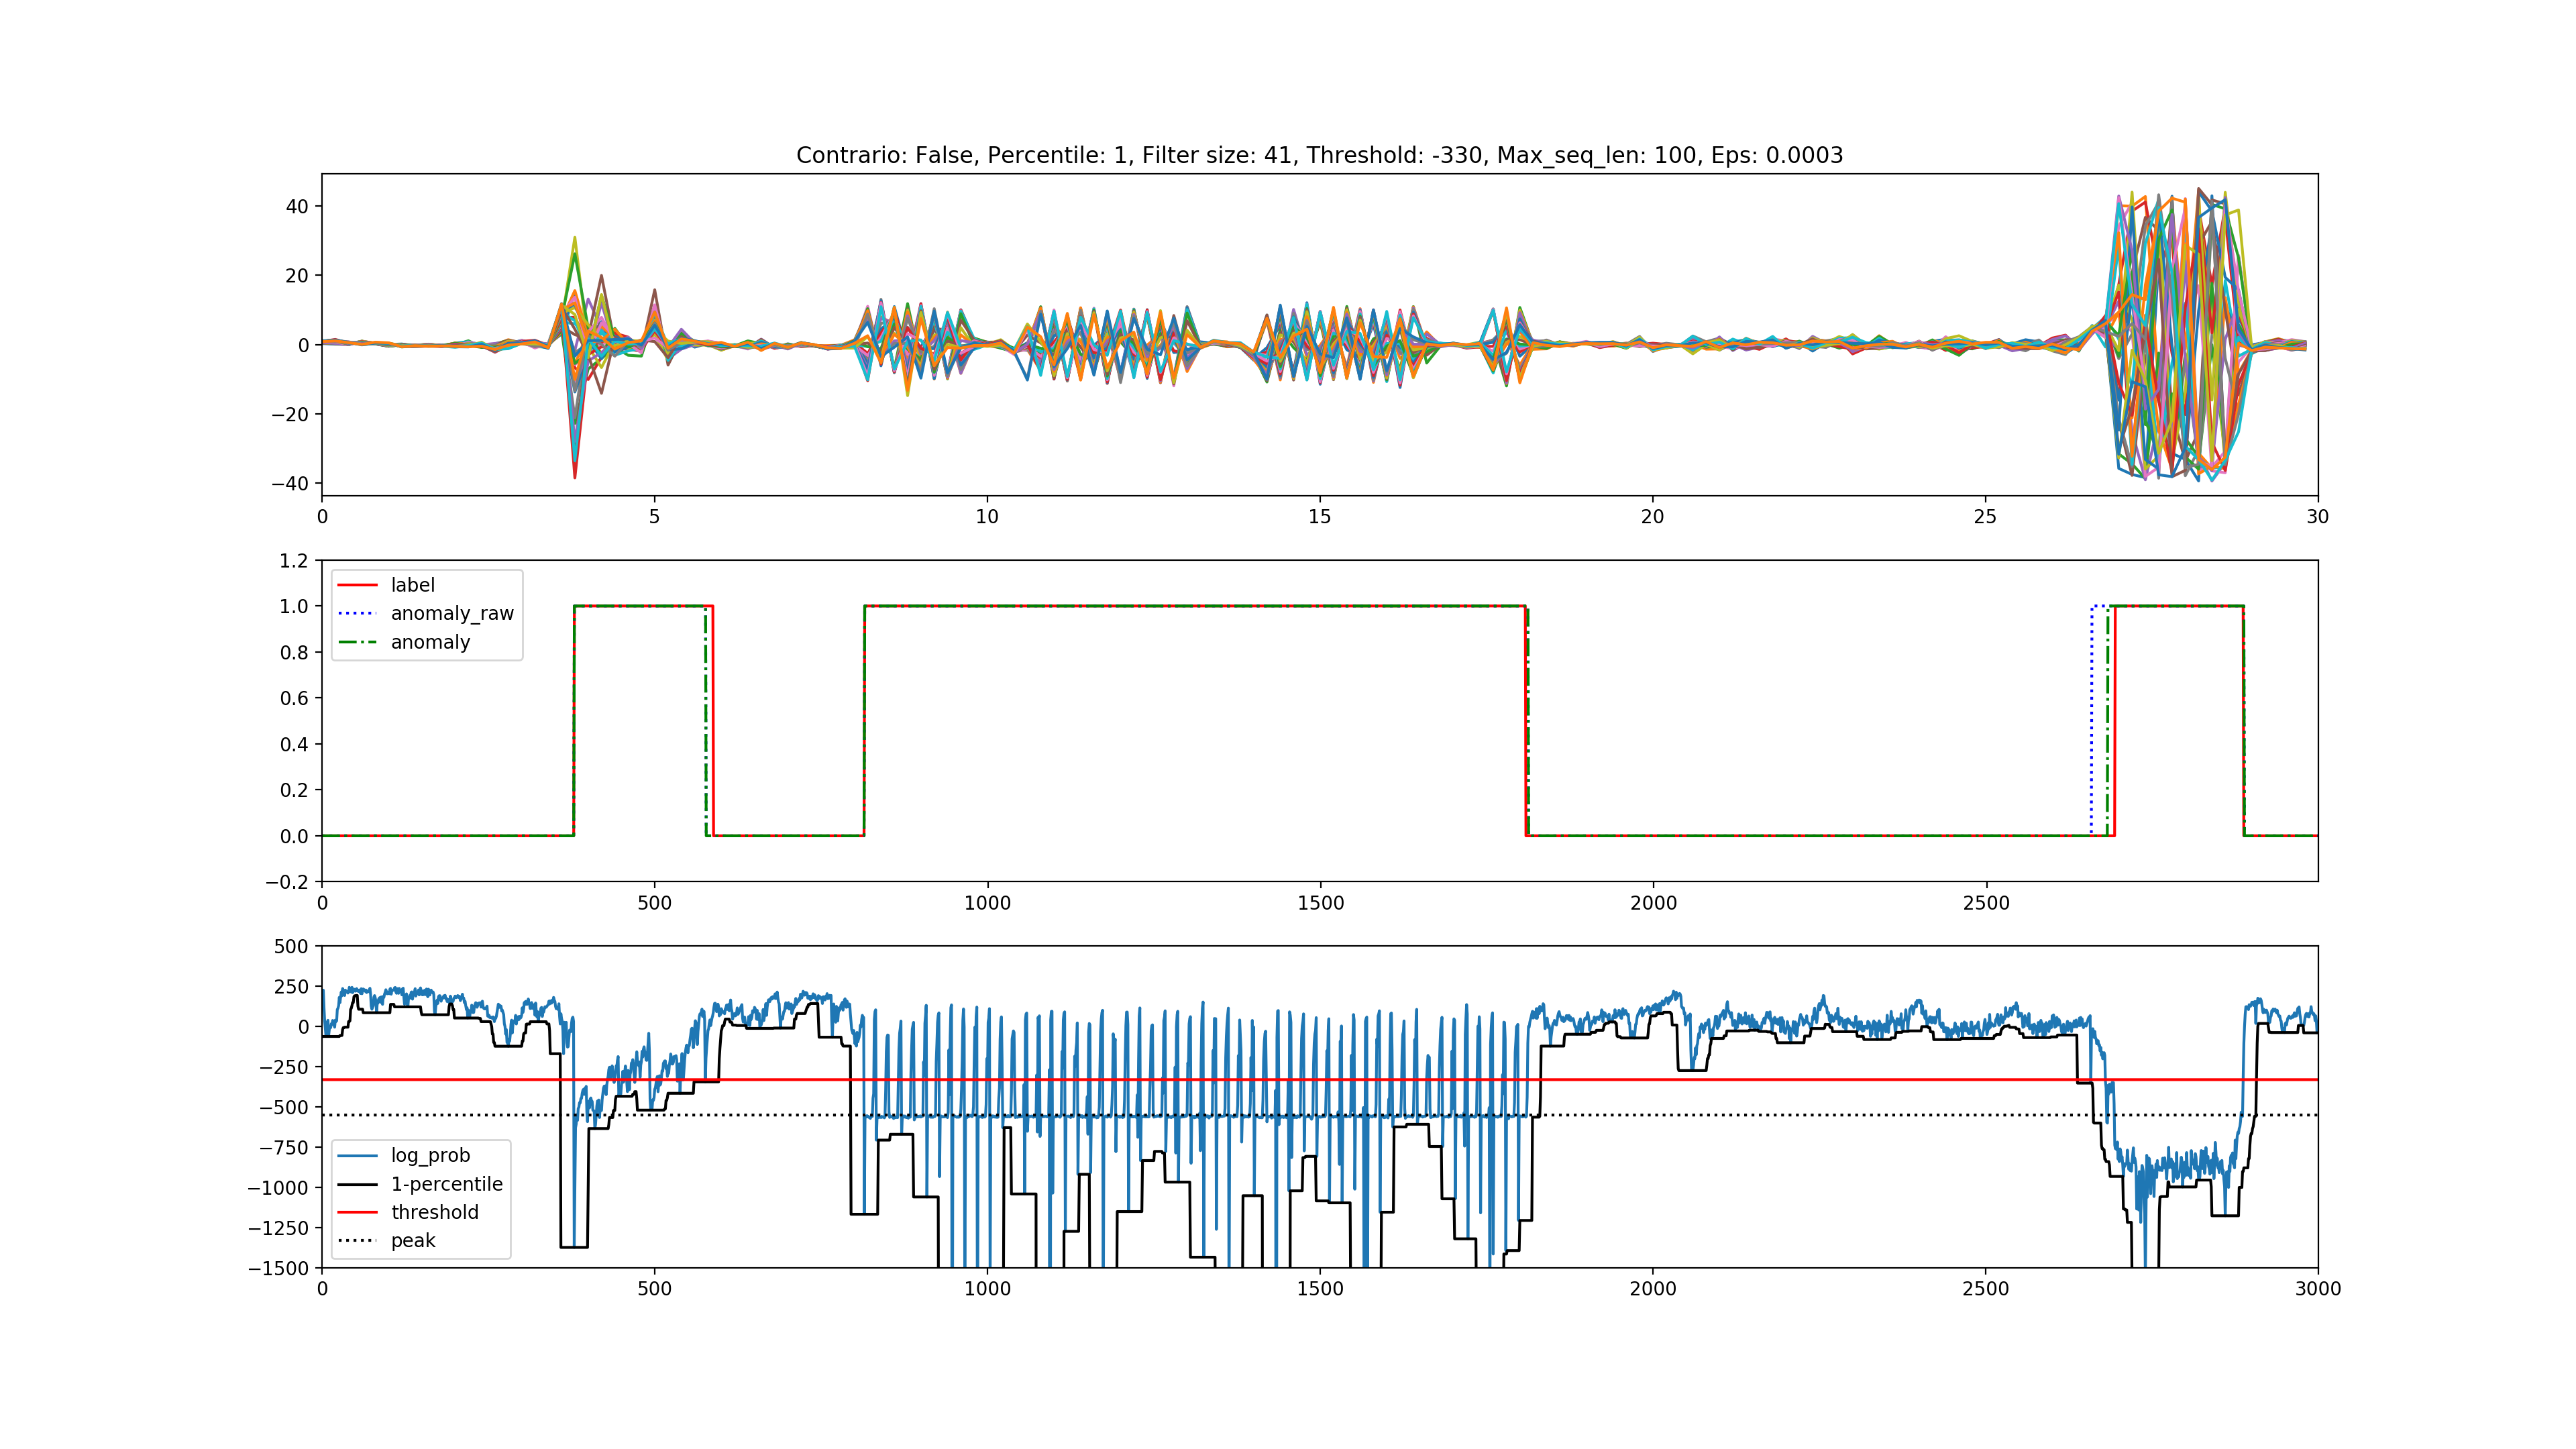 Contrario: False, Percentile: 1, Filter size: 41, Threshold: -330, Max_seq_len: 100, Eps: 0.0003
40
20
0
−20
−40
0 5 10 15 20 25 30
1.2
1.0
0.8
0.6
0.4
0.2
0.0
−0.2
label
anomaly_raw
anomaly
0 500 1000 1500 2000 2500
500
250
0
−250
−500
−750
−1000
−1250
−1500
log_prob
1-percentile
threshold
peak
0 500 1000 1500 2000 2500 3000